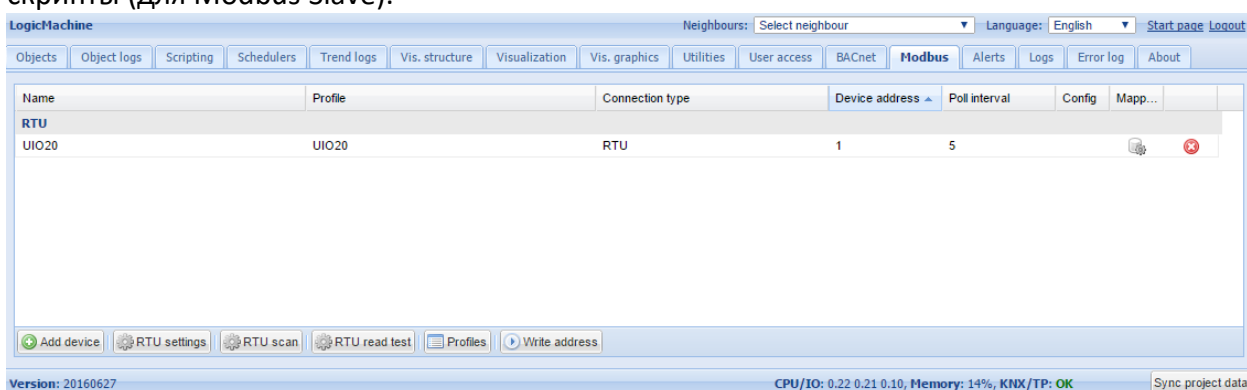 скрипты (для Modbus Slave).
LogicMachine Neighbours: Select neighbour Language: English Start page Logout
Objects Object logs Scripting Schedulers Trend logs Vis. structure Visualization Vis. graphics Utilities User access BACnet Modbus Alerts Logs Error log About
Name Profile Connection type Device address Poll interval Config Mapp...
RTU
UIO20 UIO20 RTU 1 5
Add device RTU settings RTU scan RTU read test Profiles Write address
Version: 20160627 CPU/IO: 0.22 0.21 0.10, Memory: 14%, KNX/TP: OK Sync project data